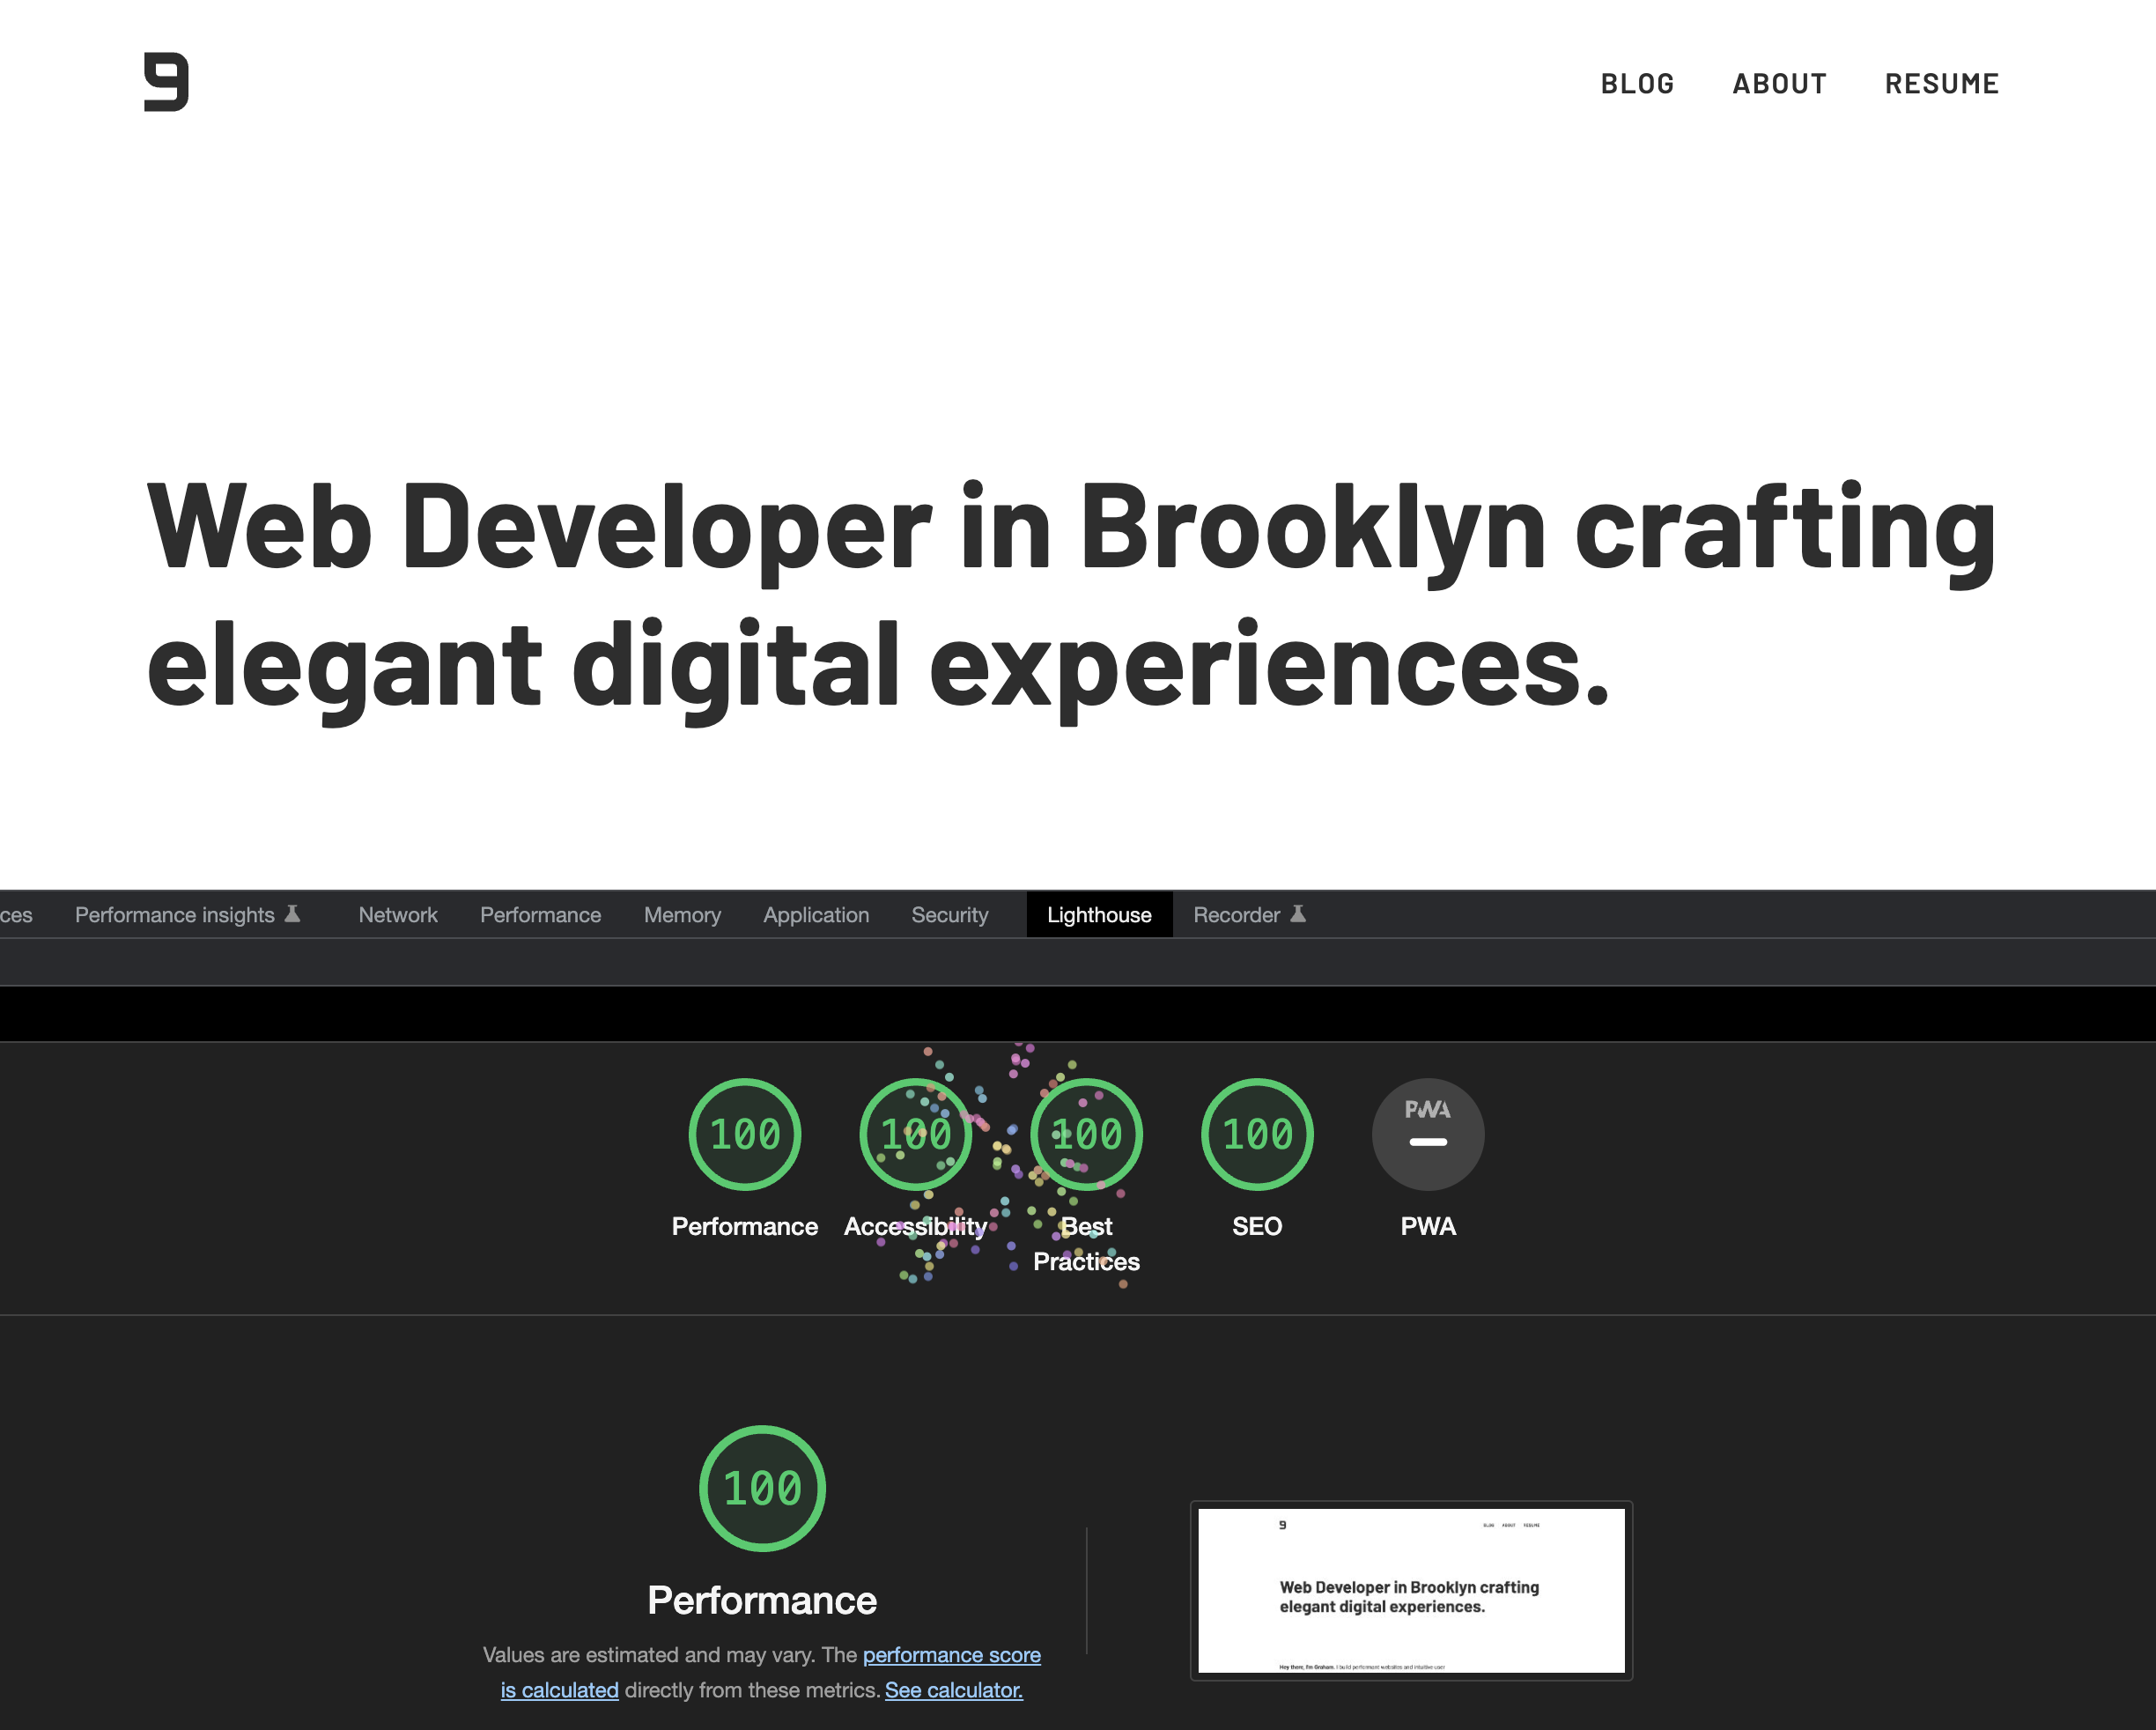 9
BLOG ABOUT RESUME
Web Developer in Brooklyn crafting
elegant digital experiences.
ces Performance insights Network Performance Memory Application Security Lighthouse Recorder
100 100 100 100 PWA
Performance Accessibility Best Practices SEO PWA
100
Performance
Values are estimated and may vary. The performance score
is calculated directly from these metrics. See calculator.
9
BLOG ABOUT RESUME
Web Developer in Brooklyn crafting
elegant digital experiences.
Hey there, I'm Graham. I build performant websites and intuitive user